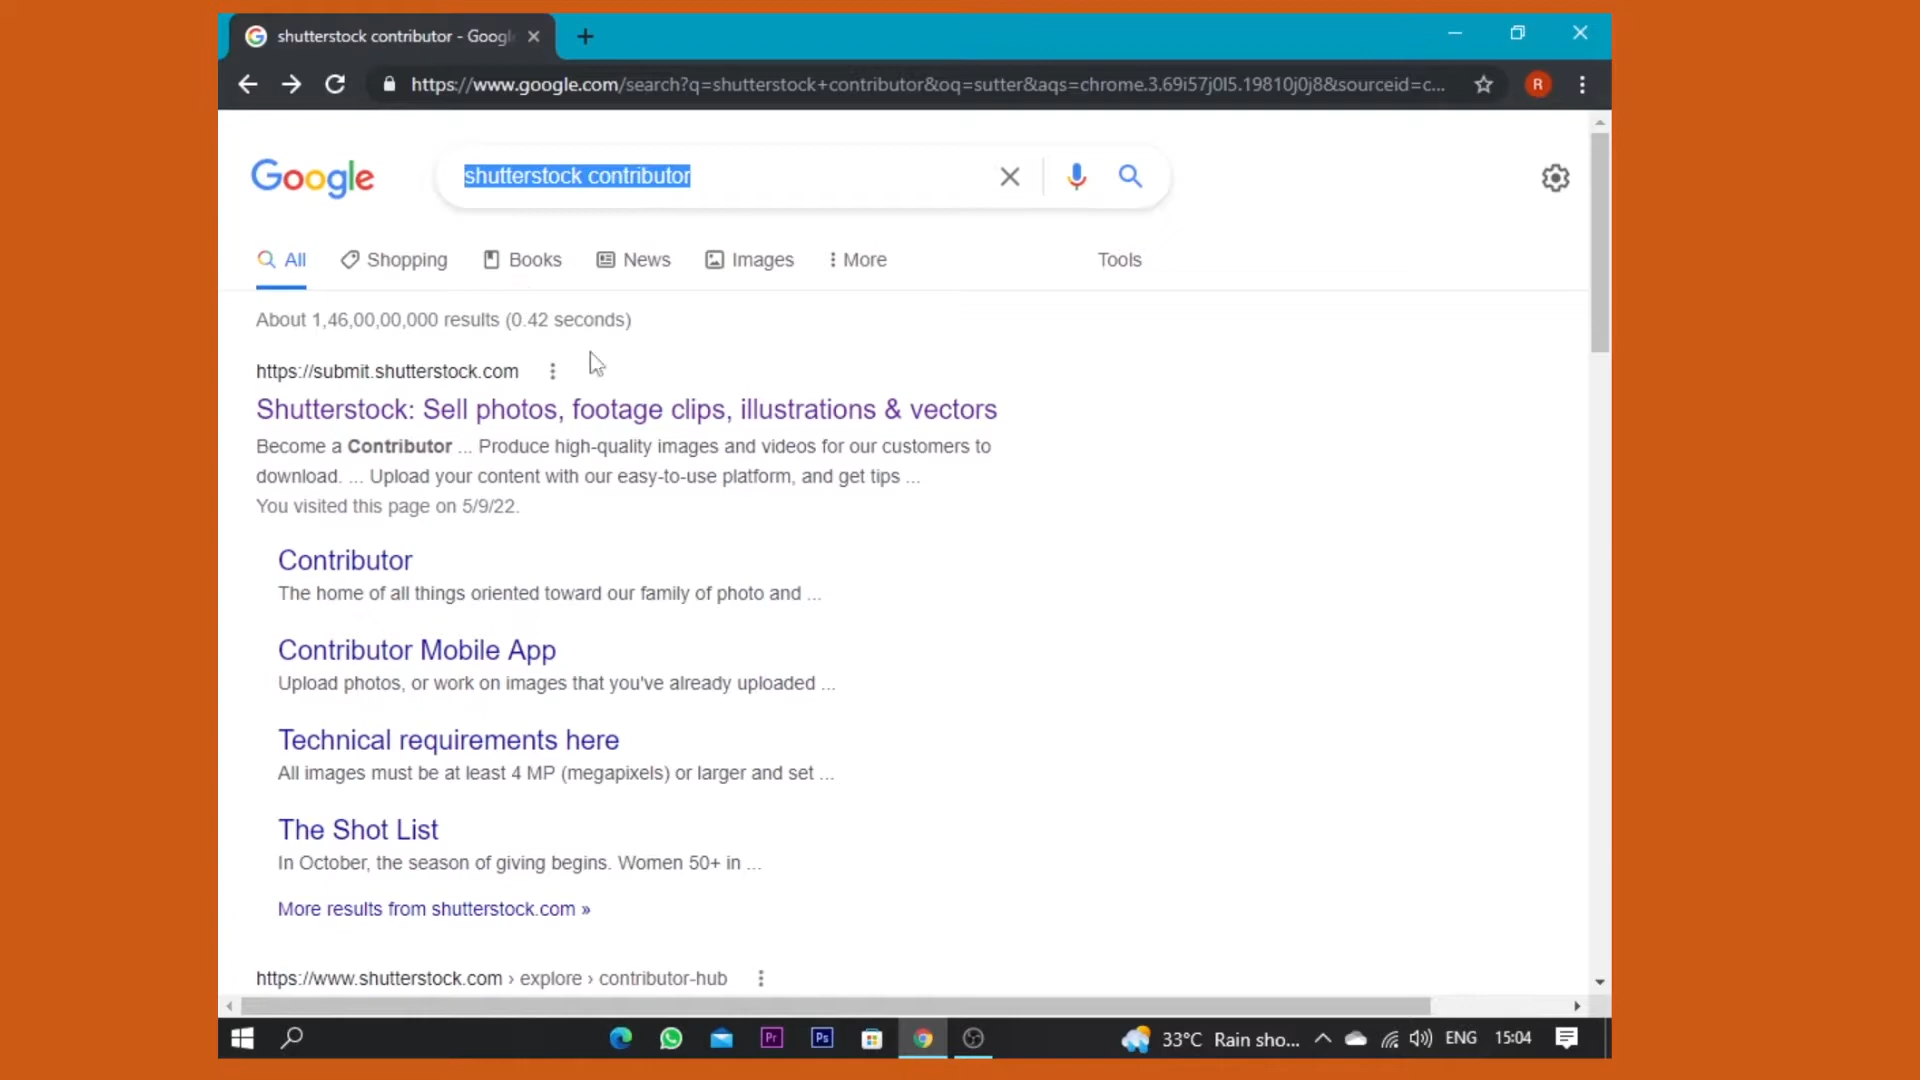 shutterstock contributor - Googl
https://www.google.com/search?q=shutterstock+contributor&oq=sutter&aqs=chrome.3.69i57j0l5.19810j0j8&sourceid=c...
R
Google
shutterstock contributor
All
Shopping
Books
News
Images
More
Tools
About 1,46,00,00,000 results (0.42 seconds)
https://submit.shutterstock.com
Shutterstock: Sell photos, footage clips, illustrations & vectors
Become a Contributor ... Produce high-quality images and videos for our customers to
download. ... Upload your content with our easy-to-use platform, and get tips ...
You visited this page on 5/9/22.
Contributor
The home of all things oriented toward our family of photo and ...
Contributor Mobile App
Upload photos, or work on images that you've already uploaded ...
Technical requirements here
All images must be at least 4 MP (megapixels) or larger and set ...
The Shot List
In October, the season of giving begins. Women 50+ in ...
More results from shutterstock.com »
https://www.shutterstock.com › explore › contributor-hub
Pr
Ps
33°C Rain sho...
ENG
15:04